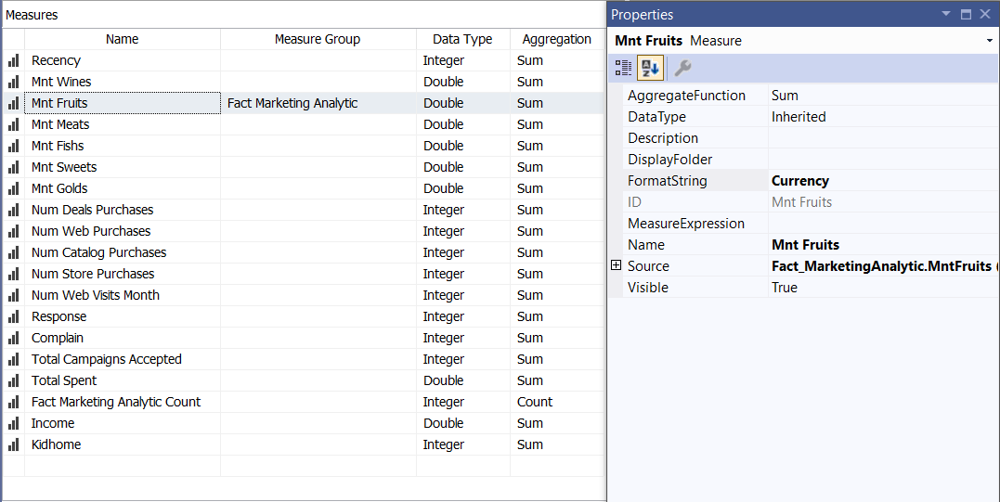 Measures
Name Measure Group Data Type Aggregation
Recency Integer Sum
Mnt Wines Double Sum
Mnt Fruits Fact Marketing Analytic Double Sum
Mnt Meats Double Sum
Mnt Fishs Double Sum
Mnt Sweets Double Sum
Mnt Golds Double Sum
Num Deals Purchases Integer Sum
Num Web Purchases Integer Sum
Num Catalog Purchases Integer Sum
Num Store Purchases Integer Sum
Num Web Visits Month Integer Sum
Response Integer Sum
Complain Integer Sum
Total Campaigns Accepted Integer Sum
Total Spent Double Sum
Fact Marketing Analytic Count Integer Count
Income Double Sum
Kidhome Integer Sum
Properties
Mnt Fruits Measure
A Z
AggregateFunction Sum
DataType Inherited
Description
DisplayFolder
FormatString Currency
ID Mnt Fruits
MeasureExpression
Name Mnt Fruits
Source Fact_MarketingAnalytic.MntFruits (
Visible True